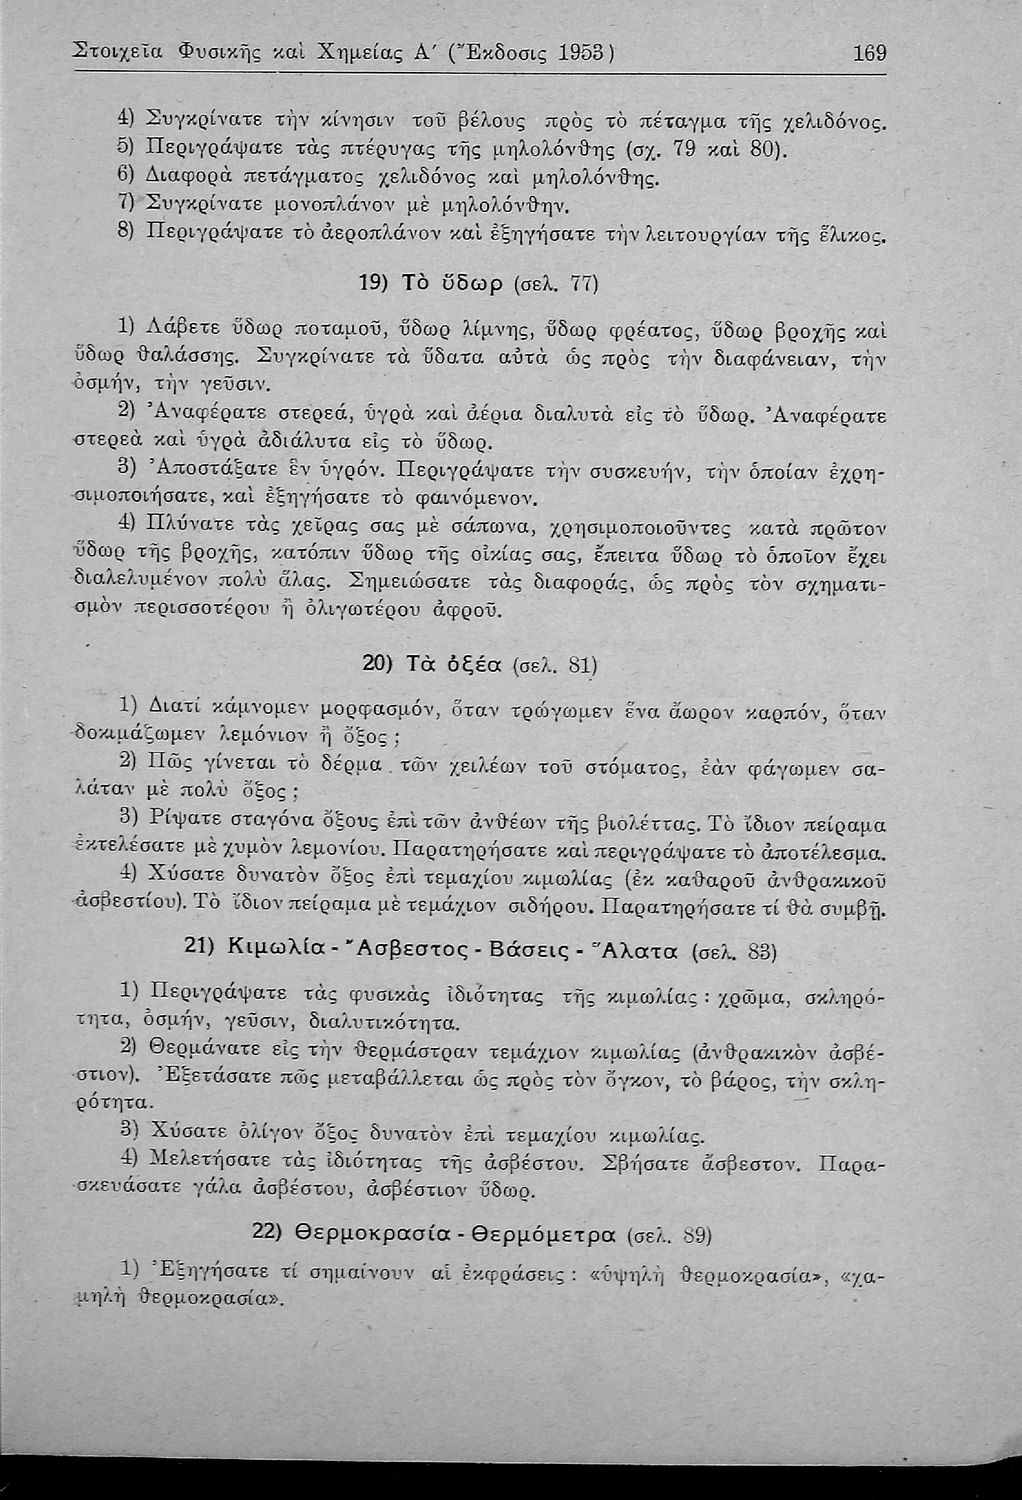 Στοιχεῖα Φυσικῆς καὶ Χημείας Α΄ (Ἔκδοσις 1953) 169
4) Συγκρίνατε τὴν κίνησιν τοῦ βέλους πρὸς τὸ πέταγμα τῆς χελιδόνος.
5) Περιγράψατε τὰς πτέρυγας τῆς μηλολόνθης (σχ. 79 καὶ 80).
6) Διαφορὰ πετάγματος χελιδόνος καὶ μηλολόνθης.
7) Συγκρίνατε μονοπλάνον μὲ μηλολόνθην.
8) Περιγράψατε τὸ ἀεροπλάνον καὶ ἐξηγήσατε τὴν λειτουργίαν τῆς ἕλικος.
19) Τὸ ὕδωρ (σελ. 77)
1) Λάβετε ὕδωρ ποταμοῦ, ὕδωρ λίμνης, ὕδωρ φρέατος, ὕδωρ βροχῆς καὶ
ὕδωρ θαλάσσης. Συγκρίνατε τὰ ὕδατα αὐτὰ ὡς πρὸς τὴν διαφάνειαν, τὴν
ὀσμήν, τὴν γεῦσιν.
2) Ἀναφέρατε στερεά, ὑγρὰ καὶ ἀέρια διαλυτὰ εἰς τὸ ὕδωρ. Ἀναφέρατε
στερεὰ καὶ ὑγρὰ ἀδιάλυτα εἰς τὸ ὕδωρ.
3) Ἀποστάξατε ἓν ὑγρόν. Περιγράψατε τὴν συσκευήν, τὴν ὁποίαν ἐχρη-
σιμοποιήσατε, καὶ ἐξηγήσατε τὸ φαινόμενον.
4) Πλύνατε τὰς χεῖρας σας μὲ σάπωνα, χρησιμοποιοῦντες κατὰ πρῶτον
ὕδωρ τῆς βροχῆς, κατόπιν ὕδωρ τῆς οἰκίας σας, ἔπειτα ὕδωρ τὸ ὁποῖον ἔχει
διαλελυμένον πολὺ ἅλας. Σημειώσατε τὰς διαφοράς, ὡς πρὸς τὸν σχηματι-
σμὸν περισσοτέρου ἢ ὀλιγωτέρου ἀφροῦ.
20) Τὰ ὀξέα (σελ. 81)
1) Διατί κάμνομεν μορφασμόν, ὅταν τρώγωμεν ἕνα ἄωρον καρπόν, ὅταν
δοκιμάζωμεν λεμόνιον ἢ ὄξος ;
2) Πῶς γίνεται τὸ δέρμα τῶν χειλέων τοῦ στόματος, ἐὰν φάγωμεν σα-
λάταν μὲ πολὺ ὄξος ;
3) Ρίψατε σταγόνα ὄξους ἐπὶ τῶν ἀνθέων τῆς βιολέττας. Τὸ ἴδιον πείραμα
ἐκτελέσατε μὲ χυμὸν λεμονίου. Παρατηρήσατε καὶ περιγράψατε τὸ ἀποτέλεσμα.
4) Χύσατε δυνατὸν ὄξος ἐπὶ τεμαχίου κιμωλίας (ἐκ καθαροῦ ἀνθρακικοῦ
ἀσβεστίου). Τὸ ἴδιον πείραμα μὲ τεμάχιον σιδήρου. Παρατηρήσατε τί θὰ συμβῇ.
21) Κιμωλία - Ἄσβεστος - Βάσεις - Ἅλατα (σελ. 83)
1) Περιγράψατε τὰς φυσικὰς ἰδιότητας τῆς κιμωλίας : χρῶμα, σκληρό-
τητα, ὀσμήν, γεῦσιν, διαλυτικότητα.
2) Θερμάνατε εἰς τὴν θερμάστραν τεμάχιον κιμωλίας (ἀνθρακικὸν ἀσβέ-
στιον). Ἐξετάσατε πῶς μεταβάλλεται ὡς πρὸς τὸν ὄγκον, τὸ βάρος, τὴν σκλη-
ρότητα.
3) Χύσατε ὀλίγον ὄξος δυνατὸν ἐπὶ τεμαχίου κιμωλίας.
4) Μελετήσατε τὰς ἰδιότητας τῆς ἀσβέστου. Σβήσατε ἄσβεστον. Παρα-
σκευάσατε γάλα ἀσβέστου, ἀσβέστιον ὕδωρ.
22) Θερμοκρασία - Θερμόμετρα (σελ. 89)
1) Ἐξηγήσατε τί σημαίνουν αἱ ἐκφράσεις : «ὑψηλὴ θερμοκρασία», «χα-
μηλὴ θερμοκρασία».